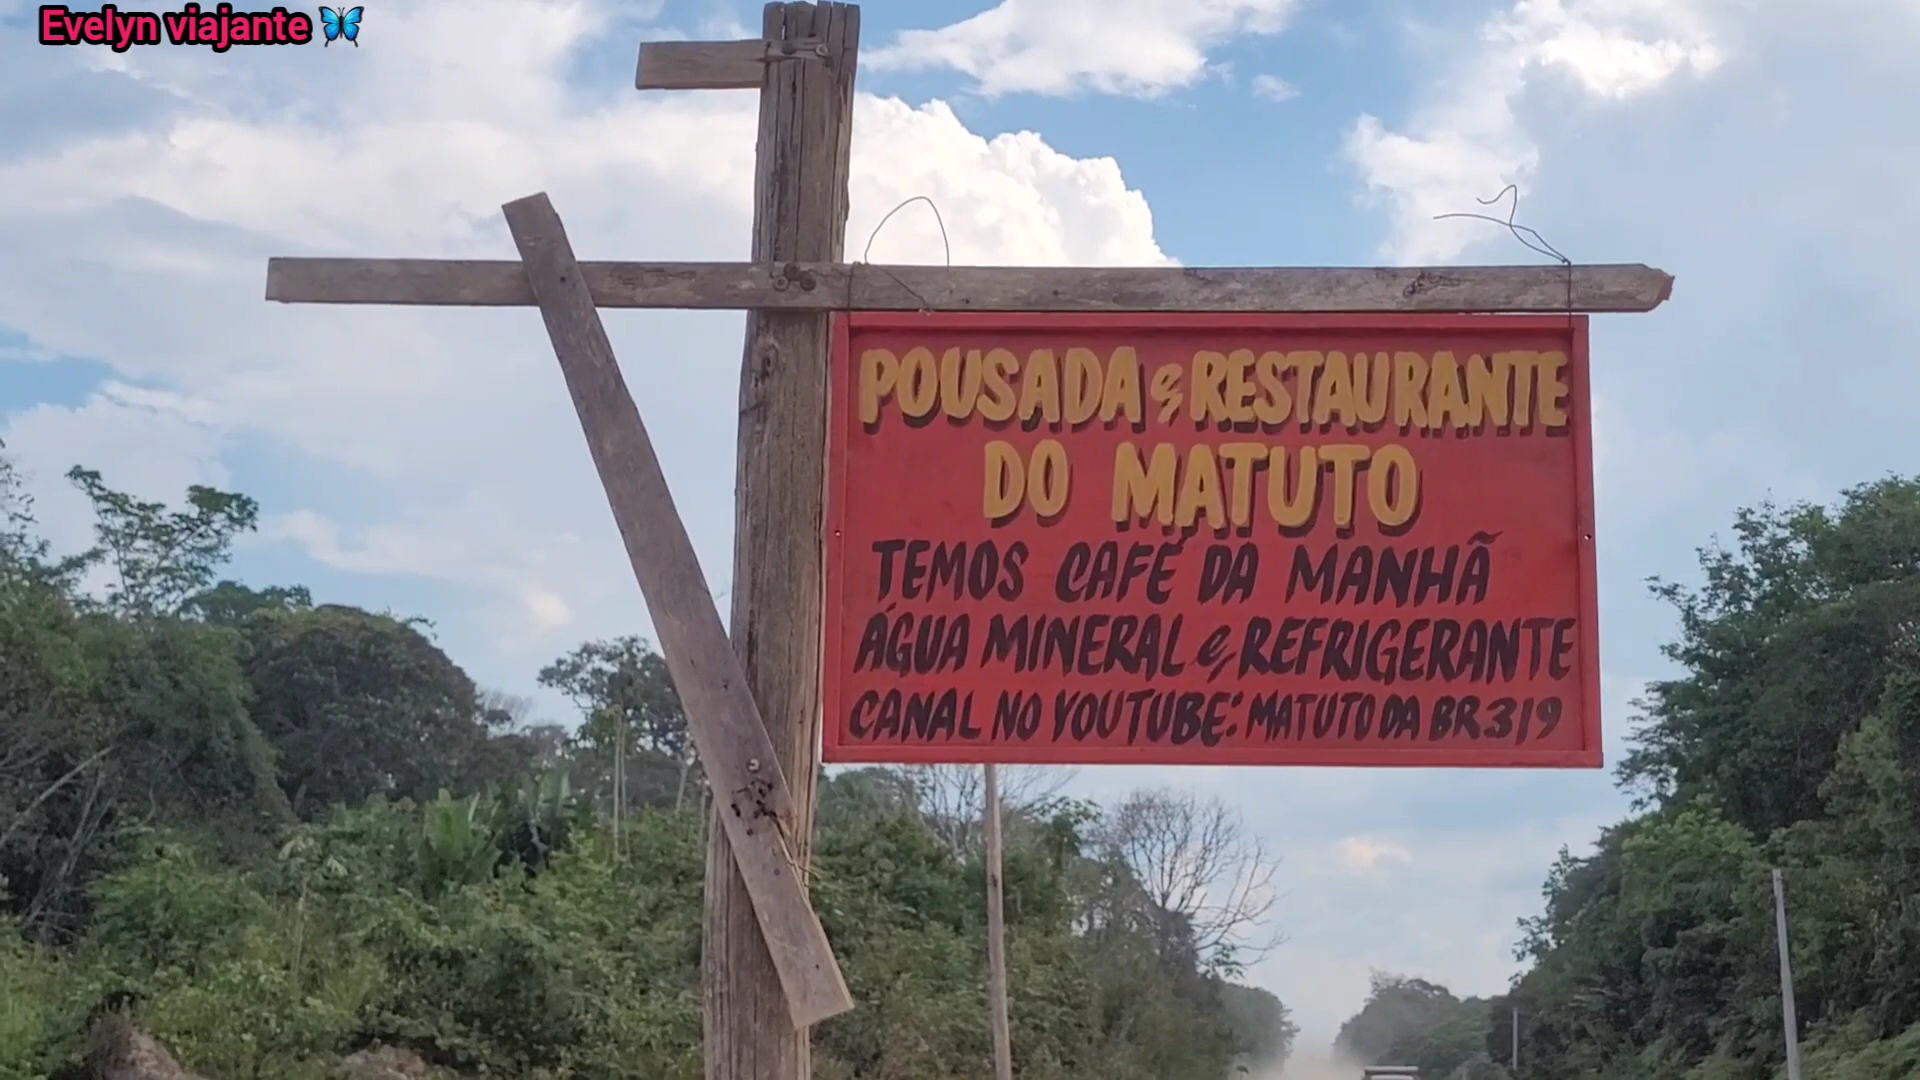 Evelyn viajante 🦋
POUSADA & RESTAURANTE
DO MATUTO
TEMOS CAFÉ DA MANHÃ
ÁGUA MINERAL & REFRIGERANTE
CANAL NO YOUTUBE: MATUTO DA BR319